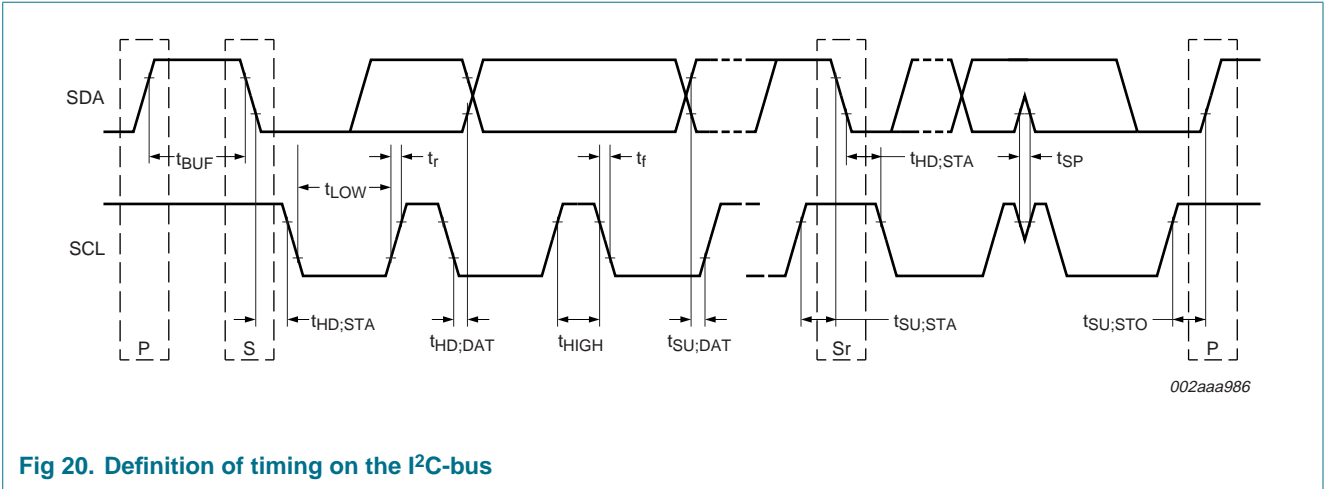 SDA
tBUF
tLOW
tr
tf
tHD;STA
tSP
SCL
tHD;STA
tHD;DAT
tHIGH
tSU;DAT
tSU;STA
tSU;STO
P
S
Sr
P
002aaa986
Fig 20. Definition of timing on the I2C-bus